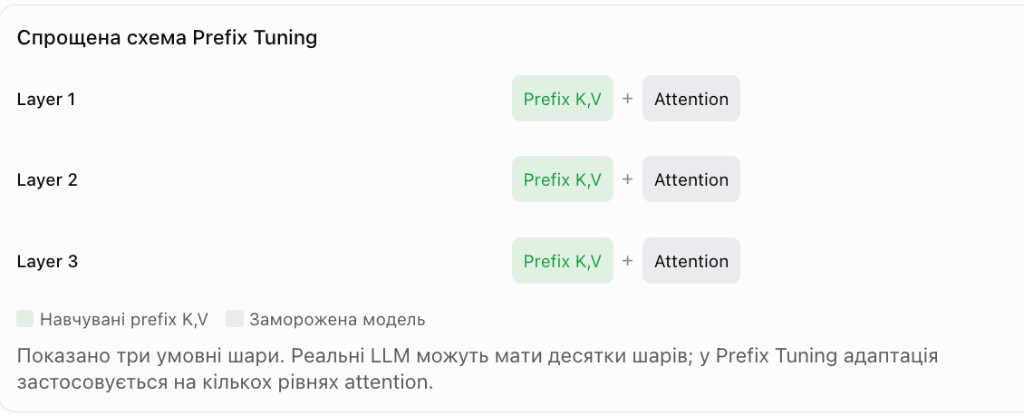 Спрощена схема Prefix Tuning
Layer 1 Prefix K,V + Attention
Layer 2 Prefix K,V + Attention
Layer 3 Prefix K,V + Attention
Навчувані prefix K,V Заморожена модель
Показано три умовні шари. Реальні LLM можуть мати десятки шарів; у Prefix Tuning адаптація
застосовується на кількох рівнях attention.